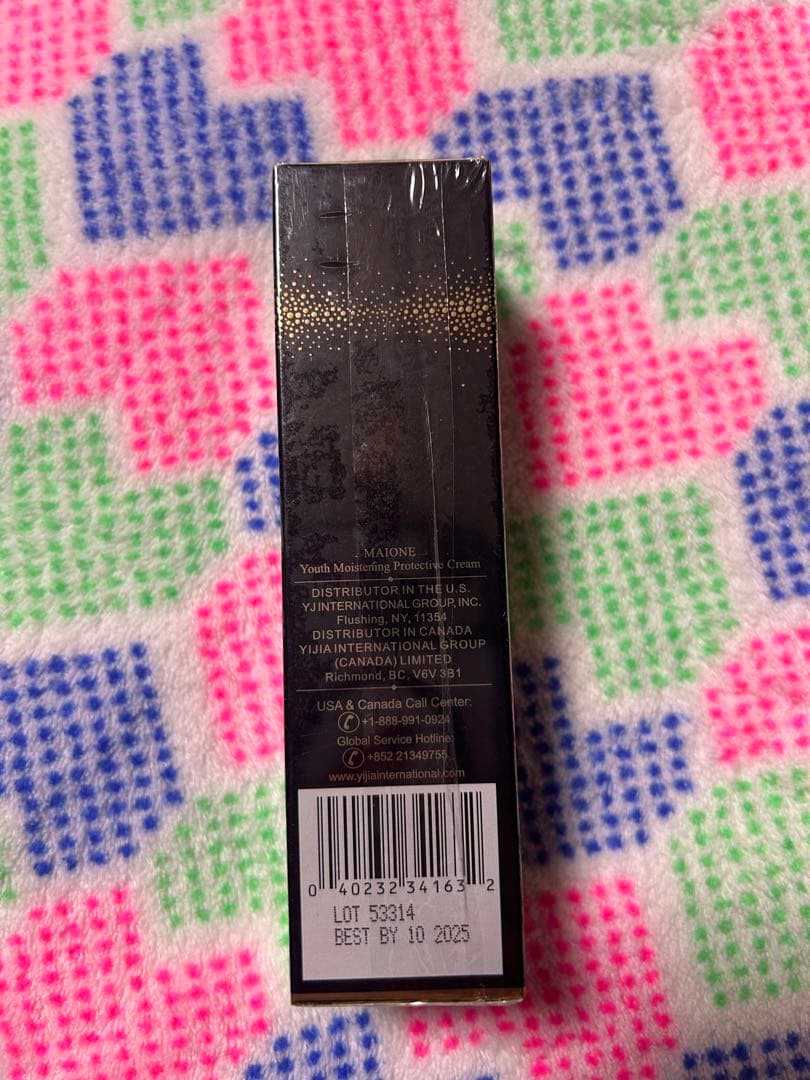 MAIONE
Youth Moistening Protective Cream
DISTRIBUTOR IN THE U.S.
YJ INTERNATIONAL GROUP, INC.
Flushing, NY, 11354
DISTRIBUTOR IN CANADA
YIJIA INTERNATIONAL GROUP
(CANADA) LIMITED
Richmond, BC, V6V 3B1
USA & Canada Call Center:
+1-888-991-0924
Global Service Hotline:
+852 21349755
www.yijiainternational.com
0 40232 34163 2
LOT 53314
BEST BY 10 2025